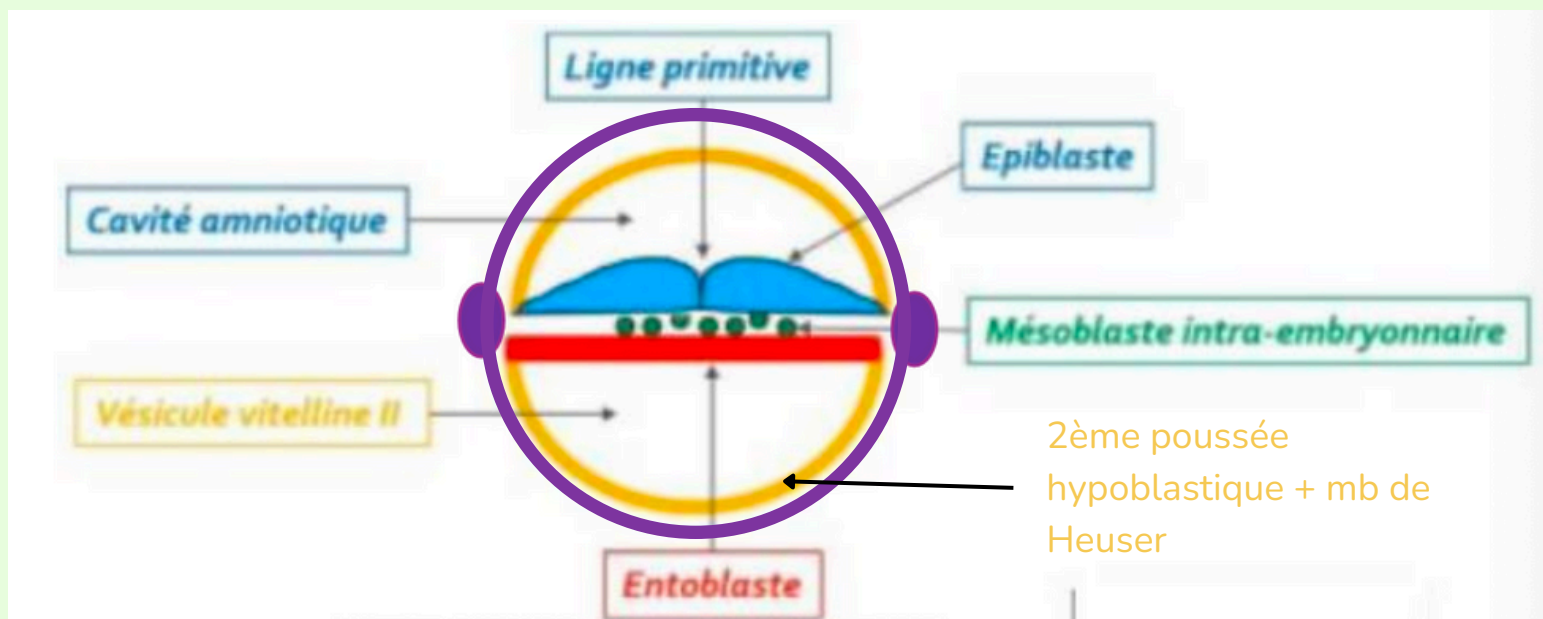 Ligne primitive
Epiblaste
Cavité amniotique
Mésoblaste intra-embryonnaire
Vésicule vitelline II
2ème poussée
hypoblastique + mb de
Heuser
Entoblaste